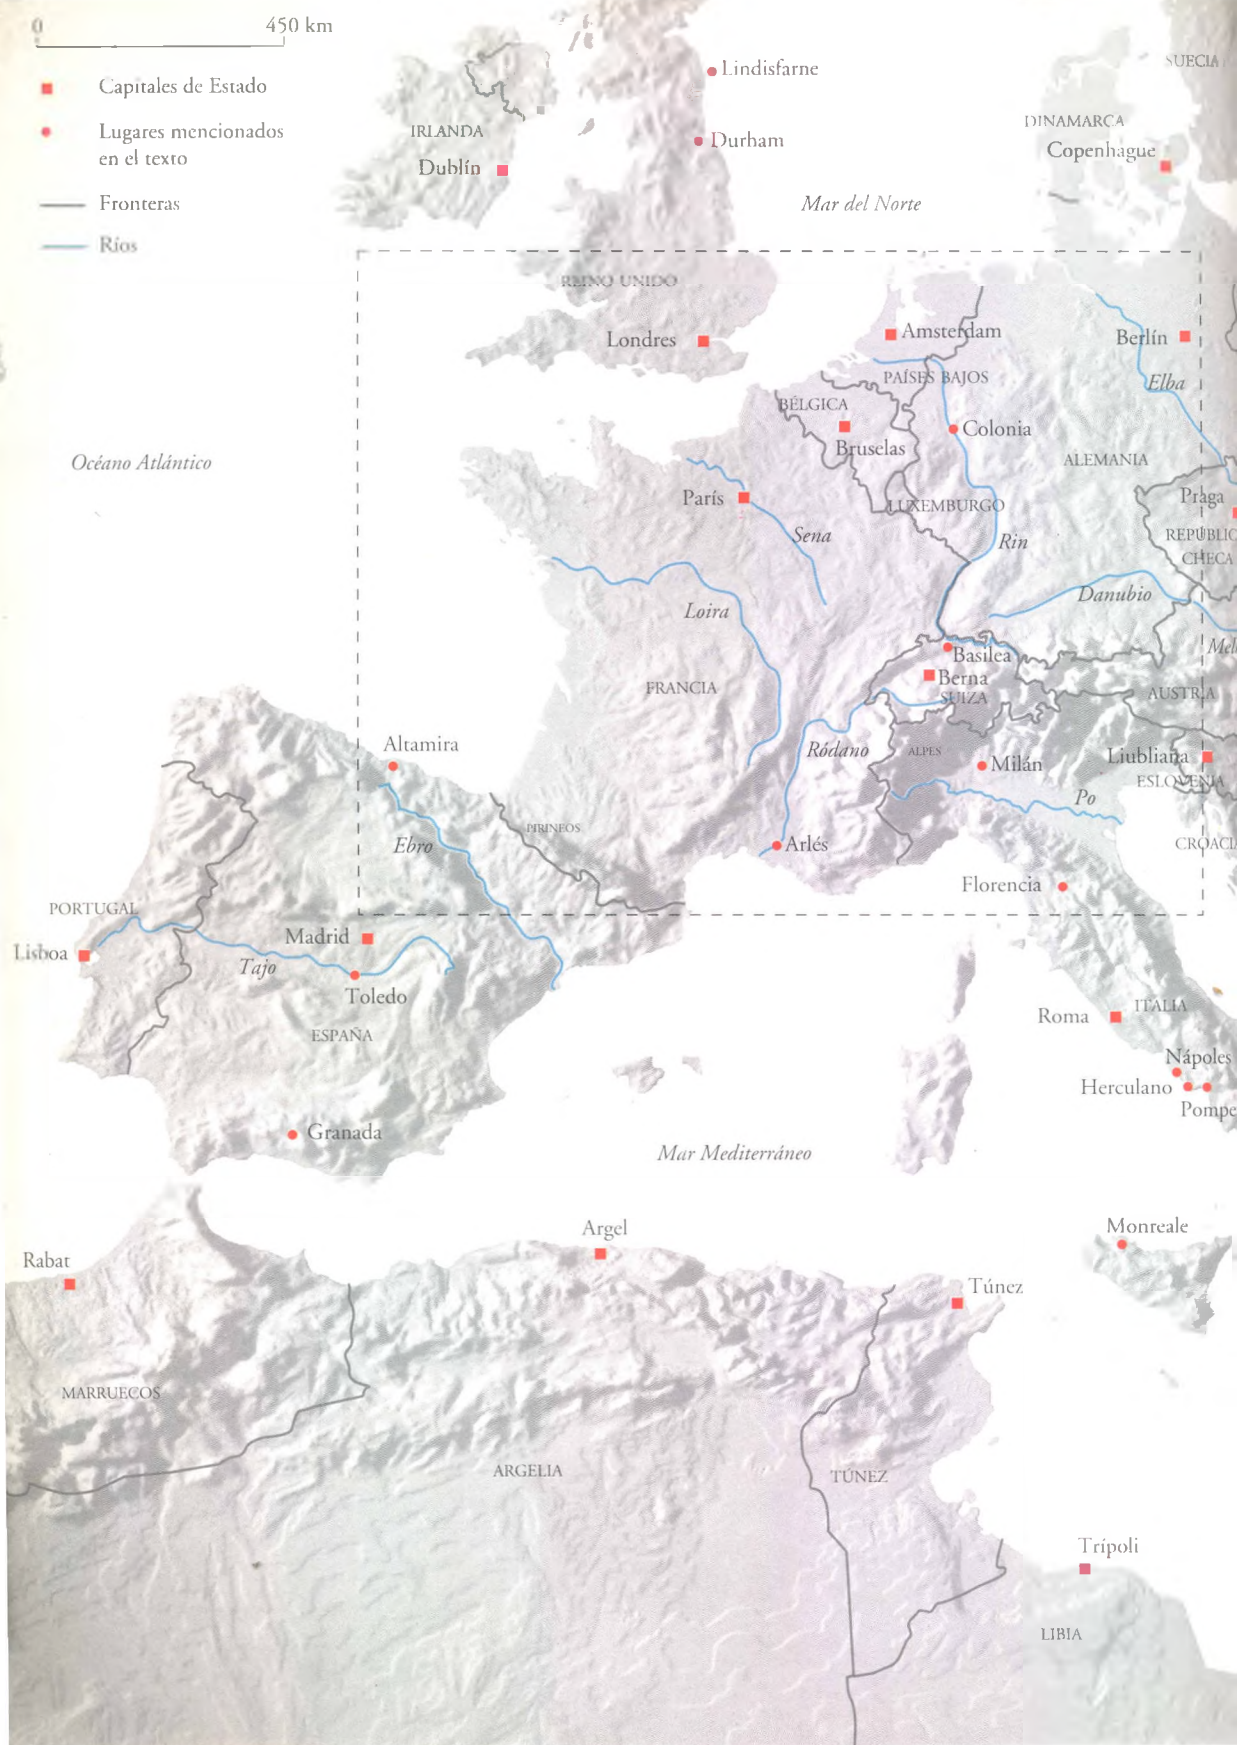 0 450 km
Capitales de Estado
Lugares mencionados
en el texto
Fronteras
Ríos
Lindisfarne
SUECIA
IRLANDA
Durham
DINAMARCA
Dublín
Copenhague
Mar del Norte
REINO UNIDO
Londres
Amsterdam
Berlín
PAÍSES BAJOS
Elba
BÉLGICA
Bruselas
Colonia
Océano Atlántico
ALEMANIA
París
LUXEMBURGO
Praga
Sena
Rin
CHECA
Loira
Danubio
Basilea
Berna
FRANCIA
SUIZA
AUSTRIA
Altamira
Ródano
ALPES
Milán
Liubliana
ESLOVENIA
Po
PIRINEOS
Ebro
Arlés
Florencia
PORTUGAL
Madrid
Lisboa
Tajo
Toledo
ESPAÑA
Roma
ITALIA
Nápoles
Herculano
Pompe
Granada
Mar Mediterráneo
Argel
Monreale
Rabat
Túnez
MARRUECOS
ARGELIA
TÚNEZ
Trípoli
LIBIA